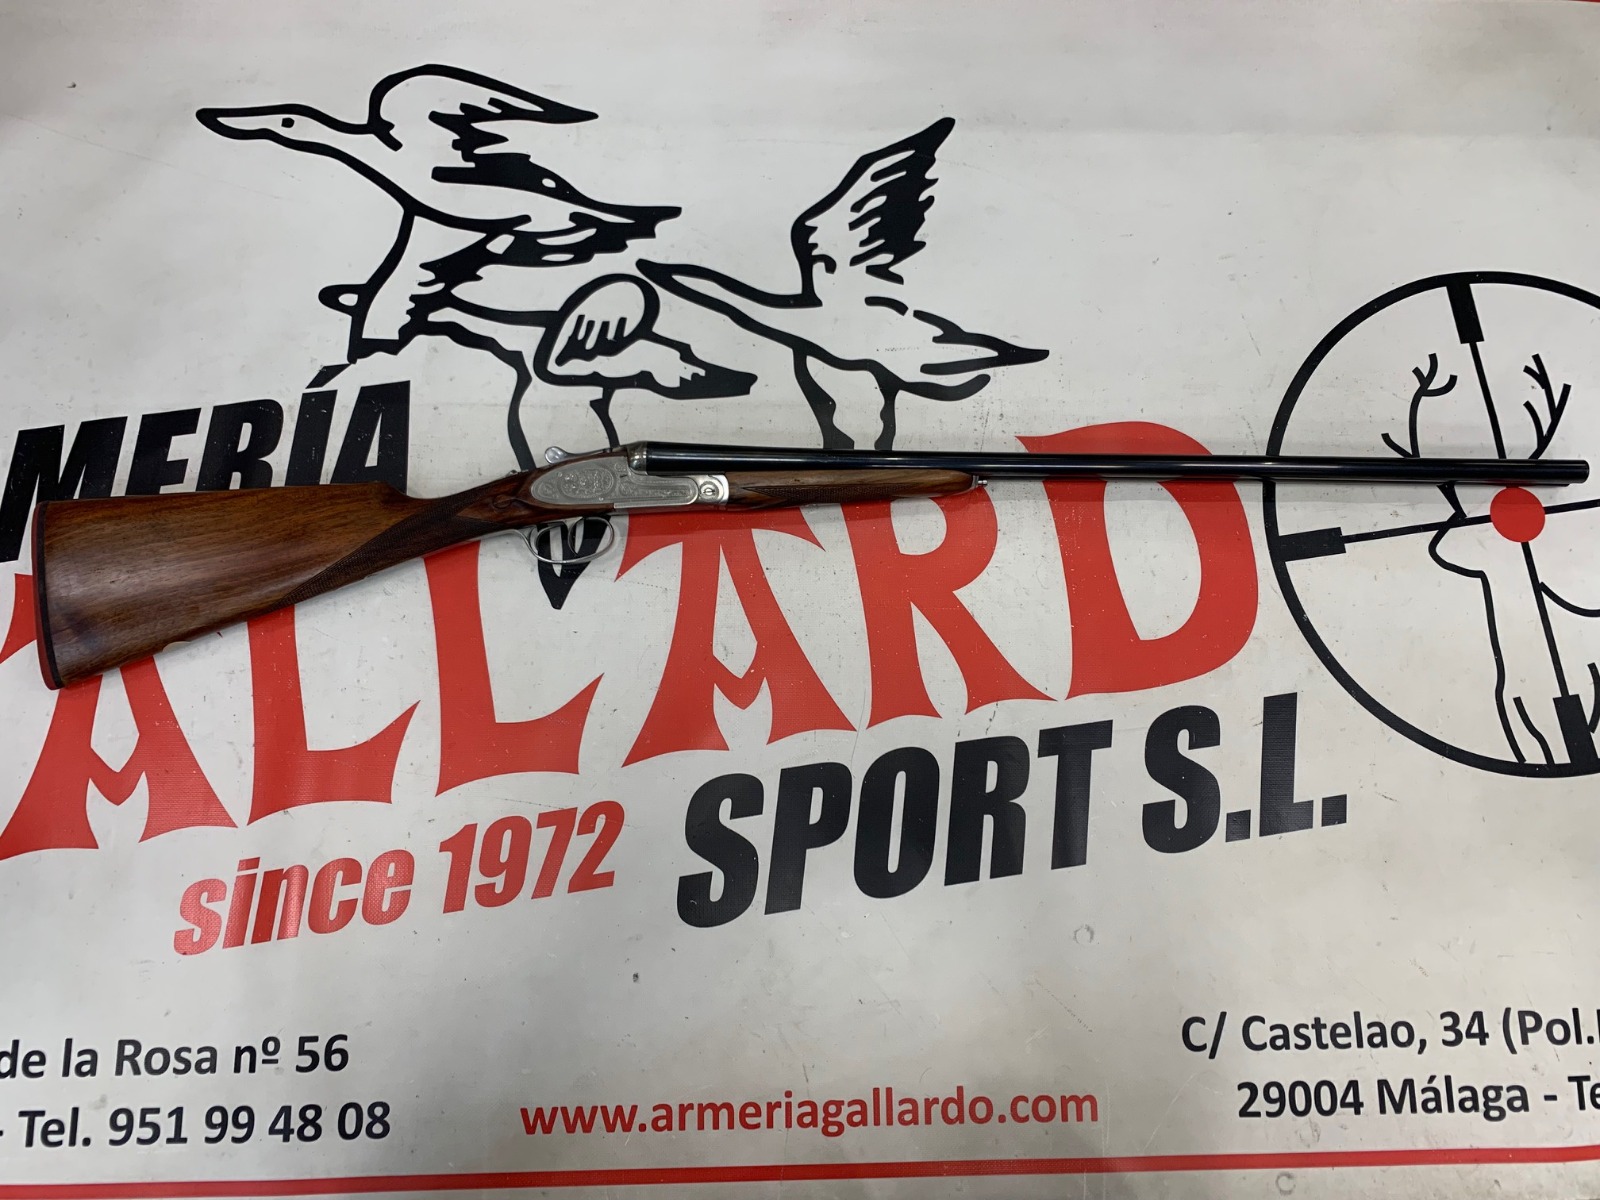 MERÍA
ALLARDO
since 1972 SPORT S.L.
de la Rosa nº 56
- Tel. 951 99 48 08
www.armeriagallardo.com
C/ Castelao, 34 (Pol.
29004 Málaga - Te